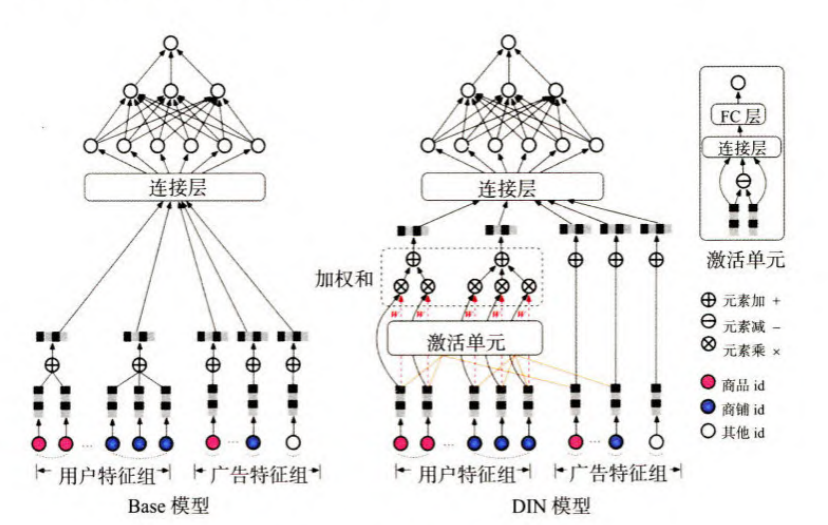 连接层
用户特征组
广告特征组
Base 模型
连接层
加权和
w
w
w
w
w
激活单元
用户特征组
广告特征组
DIN 模型
FC 层
连接层
激活单元
元素加 +
元素减 −
元素乘 ×
商品 id
商铺 id
其他 id